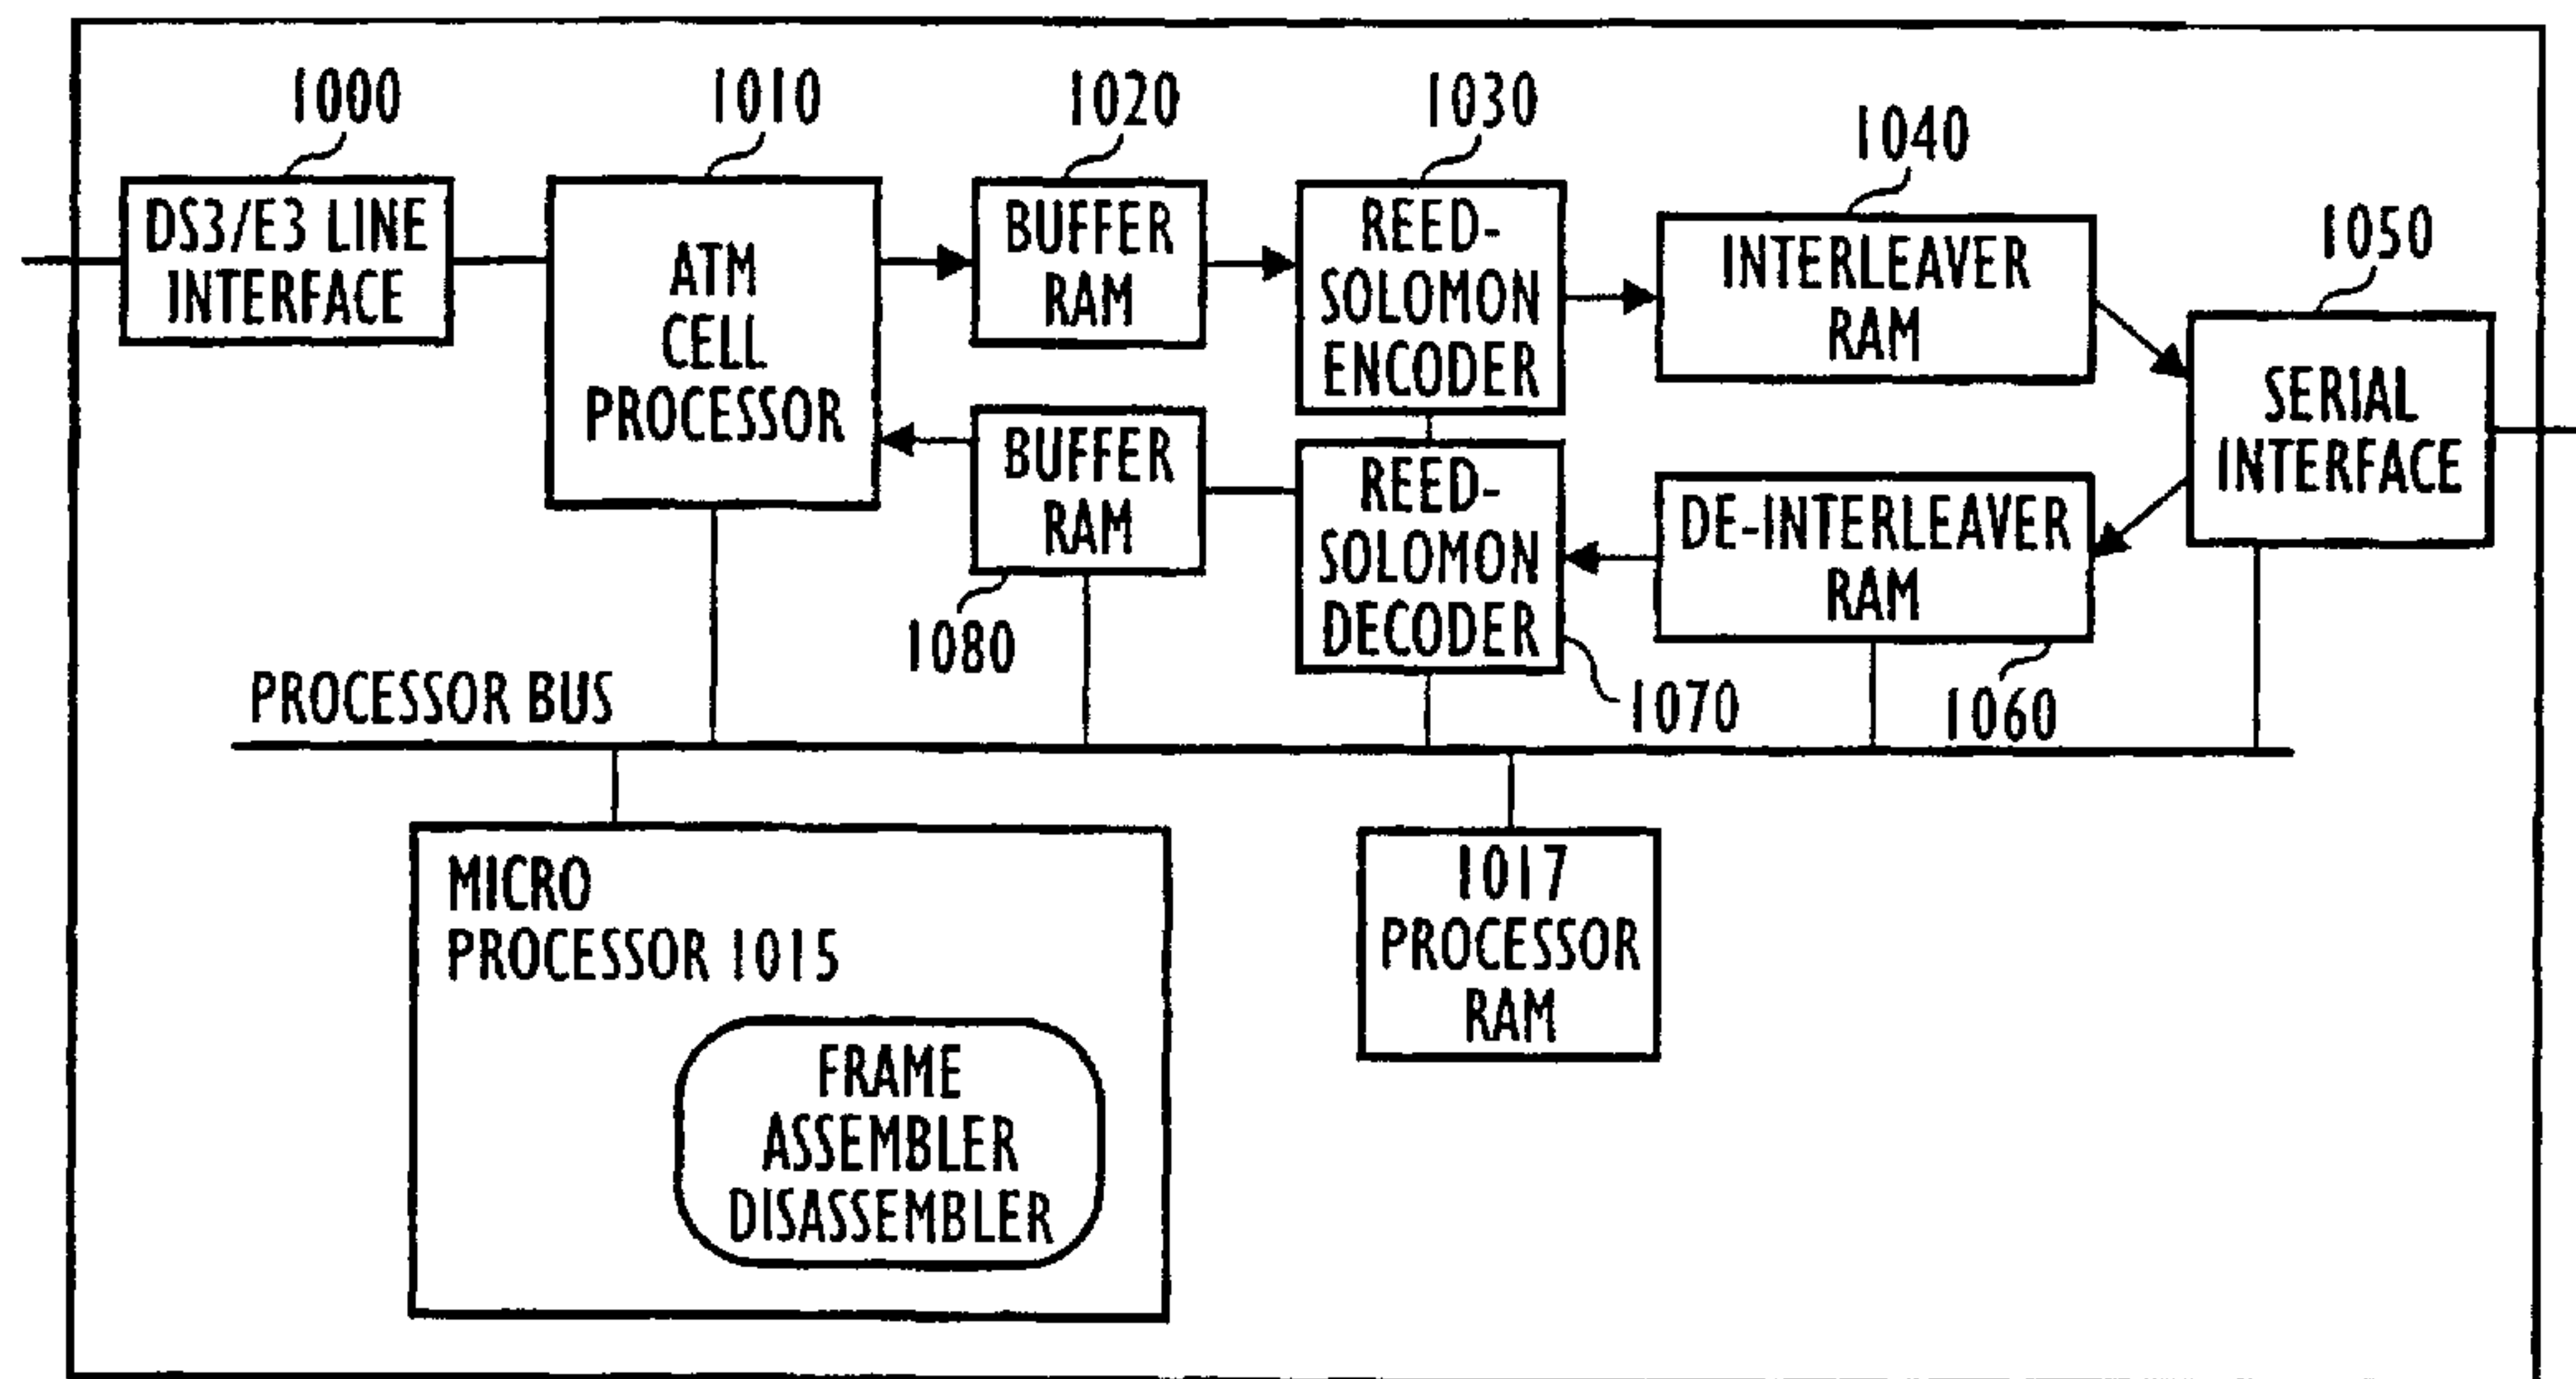 1000
1010
1020
1030
1040
1050
DS3/E3 LINE
INTERFACE
ATM
CELL
PROCESSOR
BUFFER
RAM
REED-
SOLOMON
ENCODER
INTERLEAVER
RAM
SERIAL
INTERFACE
BUFFER
RAM
REED-
SOLOMON
DECODER
DE-INTERLEAVER
RAM
1080
1070
1060
PROCESSOR BUS
MICRO
PROCESSOR 1015
FRAME
ASSEMBLER
DISASSEMBLER
1017
PROCESSOR
RAM